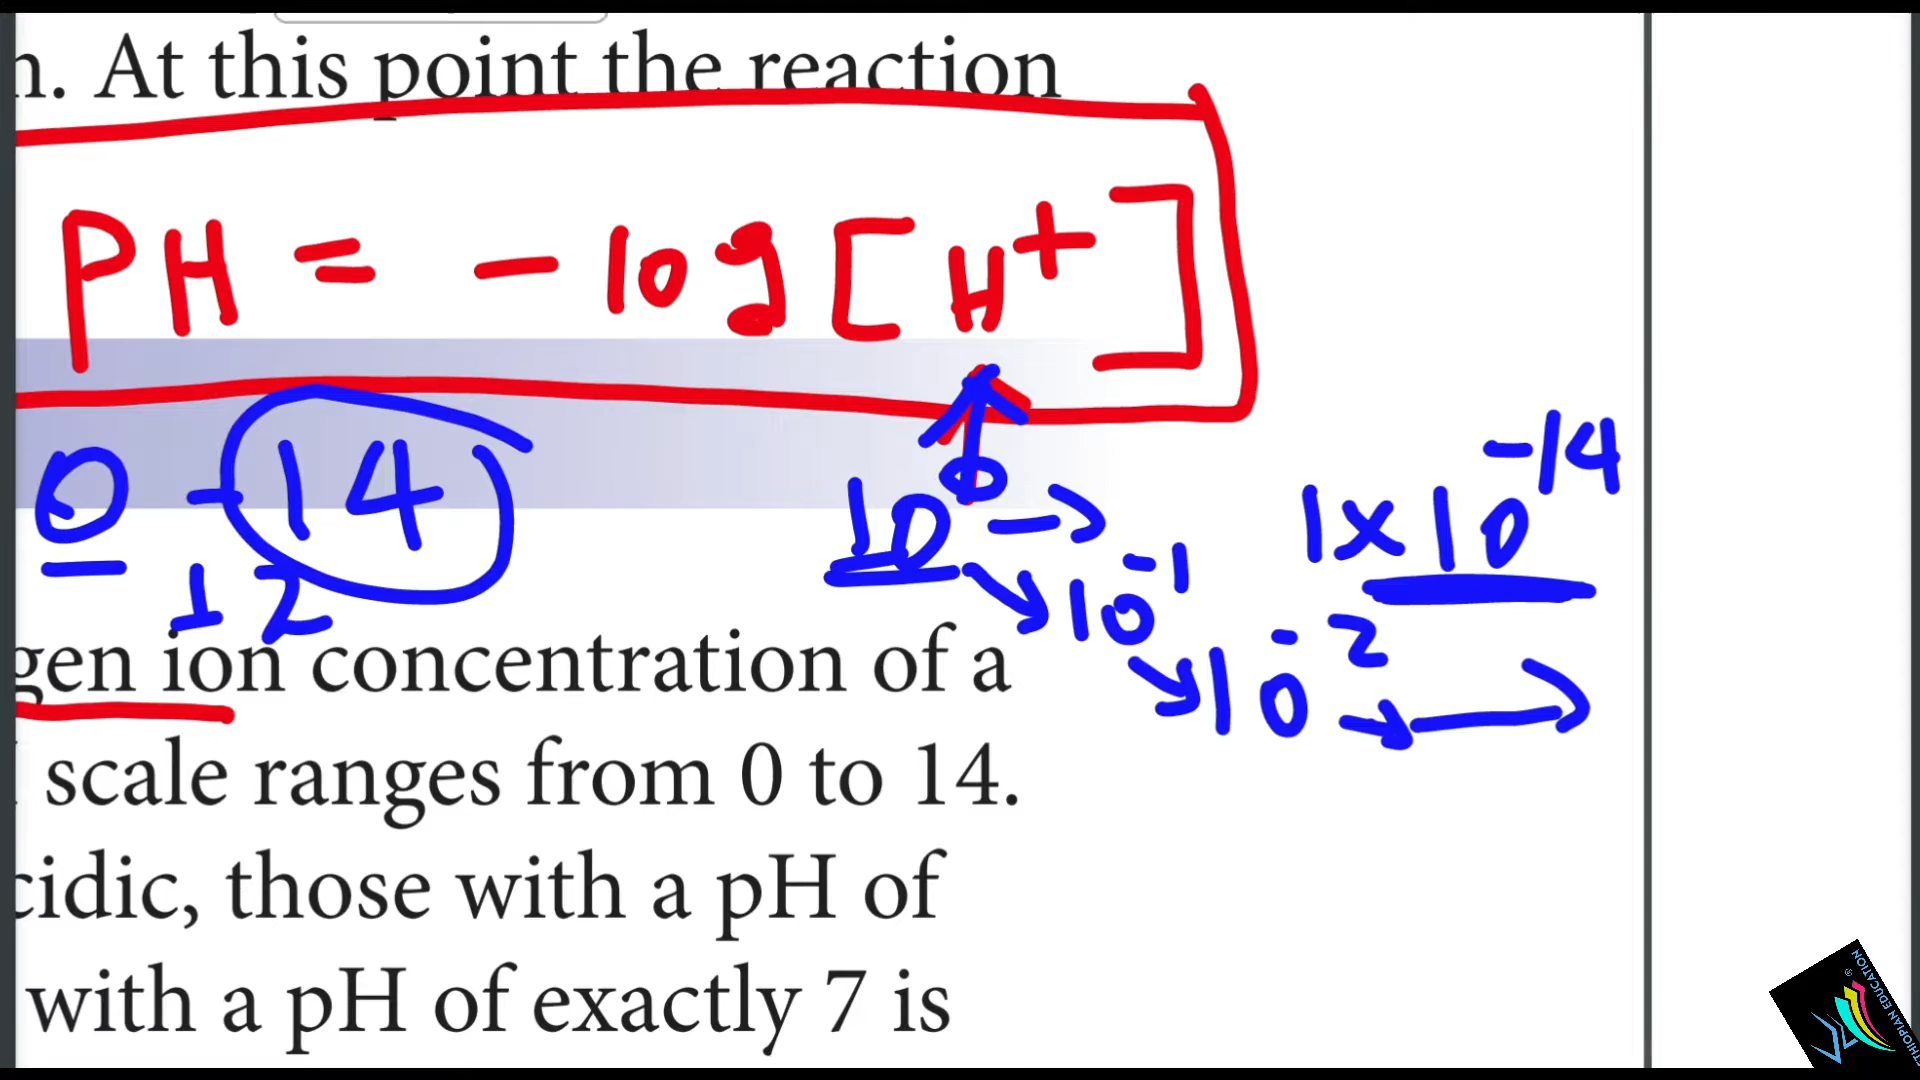 n. At this point the reaction
PH = - log [H⁺]
0 - 14
1 2
10⁰ →
1x10⁻¹⁴
10⁻¹
10⁻²
gen ion concentration of a
scale ranges from 0 to 14.
cidic, those with a pH of
with a pH of exactly 7 is
THIOPIAN EDUCATION
®